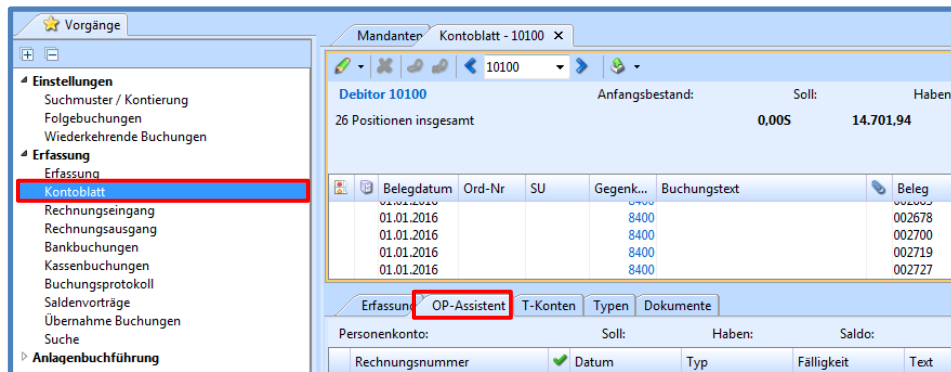 Vorgänge
Einstellungen
Suchmuster / Kontierung
Folgebuchungen
Wiederkehrende Buchungen
Erfassung
Erfassung
Kontoblatt
Rechnungseingang
Rechnungsausgang
Bankbuchungen
Kassenbuchungen
Buchungsprotokoll
Saldenvorträge
Übernahme Buchungen
Suche
Anlagenbuchführung
Mandanten Kontoblatt - 10100
10100
Debitor 10100 Anfangsbestand: Soll: Haben
26 Positionen insgesamt 0,00S 14.701,94
Belegdatum Ord-Nr SU Gegenk... Buchungstext Beleg
01.01.2016 8400
01.01.2016 8400 002678
01.01.2016 8400 002700
01.01.2016 8400 002719
01.01.2016 8400 002727
Erfassung OP-Assistent T-Konten Typen Dokumente
Personenkonto: Soll: Haben: Saldo:
Rechnungsnummer Datum Typ Fälligkeit Text